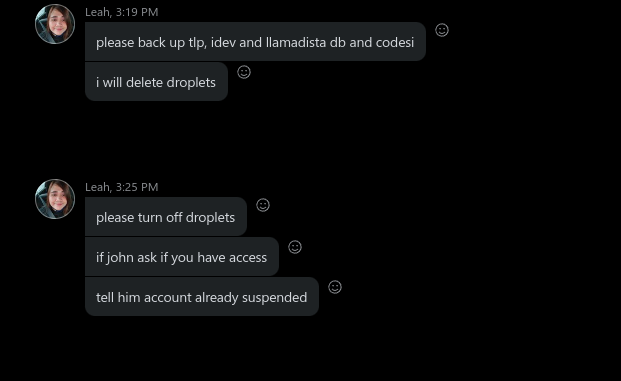 Leah, 3:19 PM
please back up tlp, idev and llamadista db and codesi
i will delete droplets
Leah, 3:25 PM
please turn off droplets
if john ask if you have access
tell him account already suspended